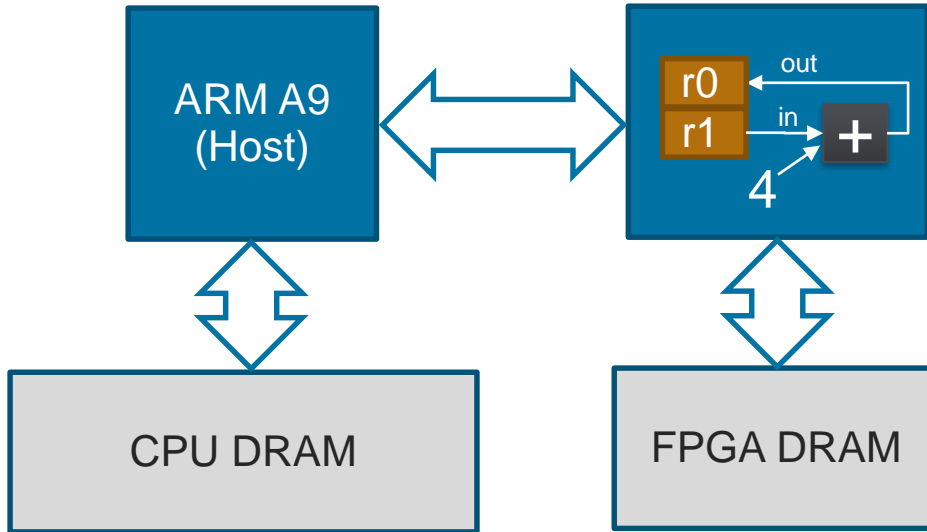 ARM A9
(Host)
out
r0
in
r1
+
4
CPU DRAM
FPGA DRAM